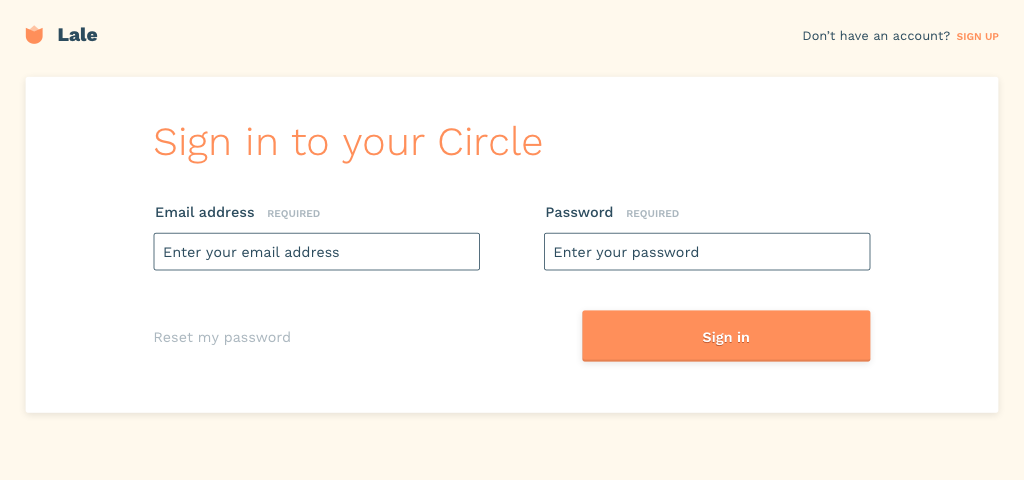 Lale
Don't have an account? SIGN UP
Sign in to your Circle
Email address REQUIRED
Enter your email address
Password REQUIRED
Enter your password
Reset my password
Sign in